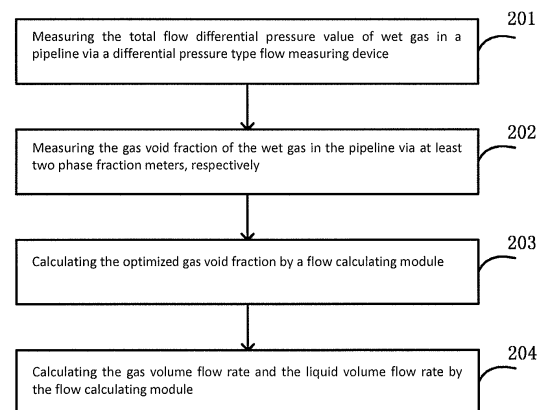 201
Measuring the total flow differential pressure value of wet gas in a
pipeline via a differential pressure type flow measuring device
202
Measuring the gas void fraction of the wet gas in the pipeline via at least
two phase fraction meters, respectively
203
Calculating the optimized gas void fraction by a flow calculating module
204
Calculating the gas volume flow rate and the liquid volume flow rate by
the flow calculating module